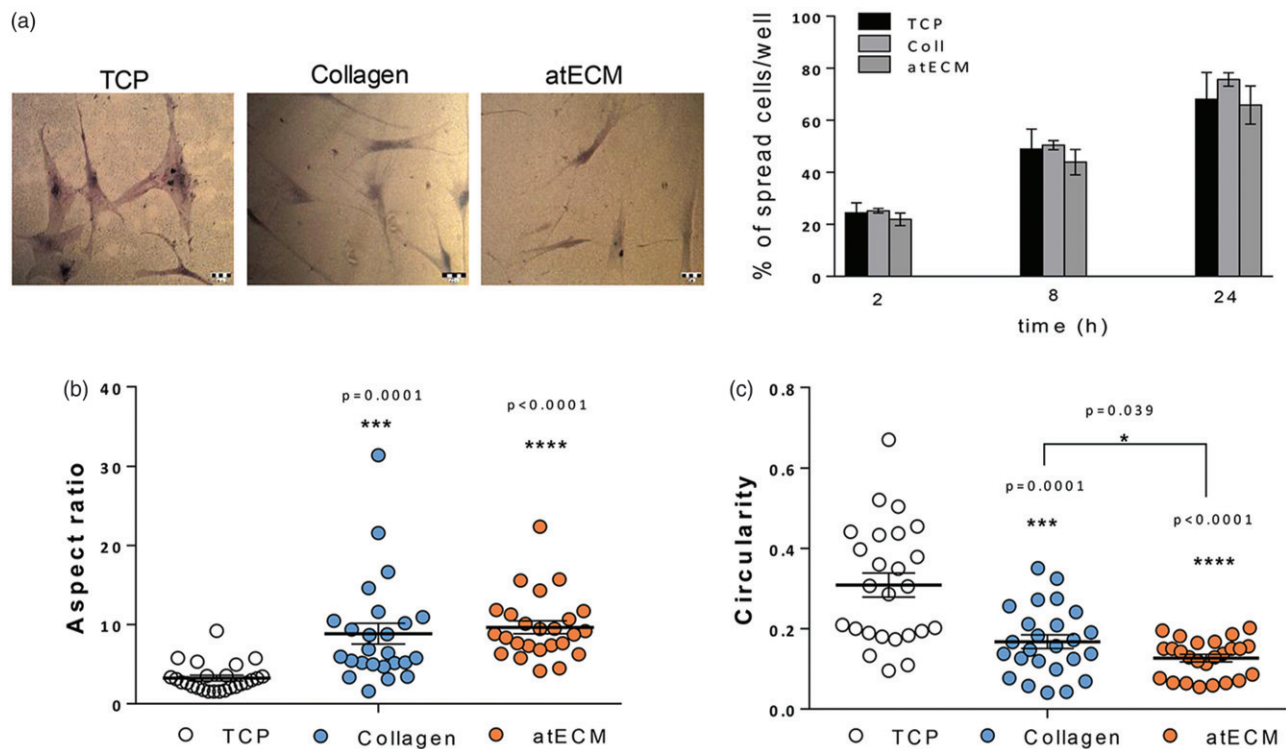 (a)
TCP
Collagen
atECM
% of spread cells/well
100
80
60
40
20
0
TCP
Coll
atECM
2
8
24
time (h)
(b)
Aspect ratio
40
30
20
10
0
p=0.0001
***
p<0.0001
****
TCP
Collagen
atECM
(c)
Circularity
0.8
0.6
0.4
0.2
0.0
p=0.039
*
p=0.0001
***
p<0.0001
****
TCP
Collagen
atECM